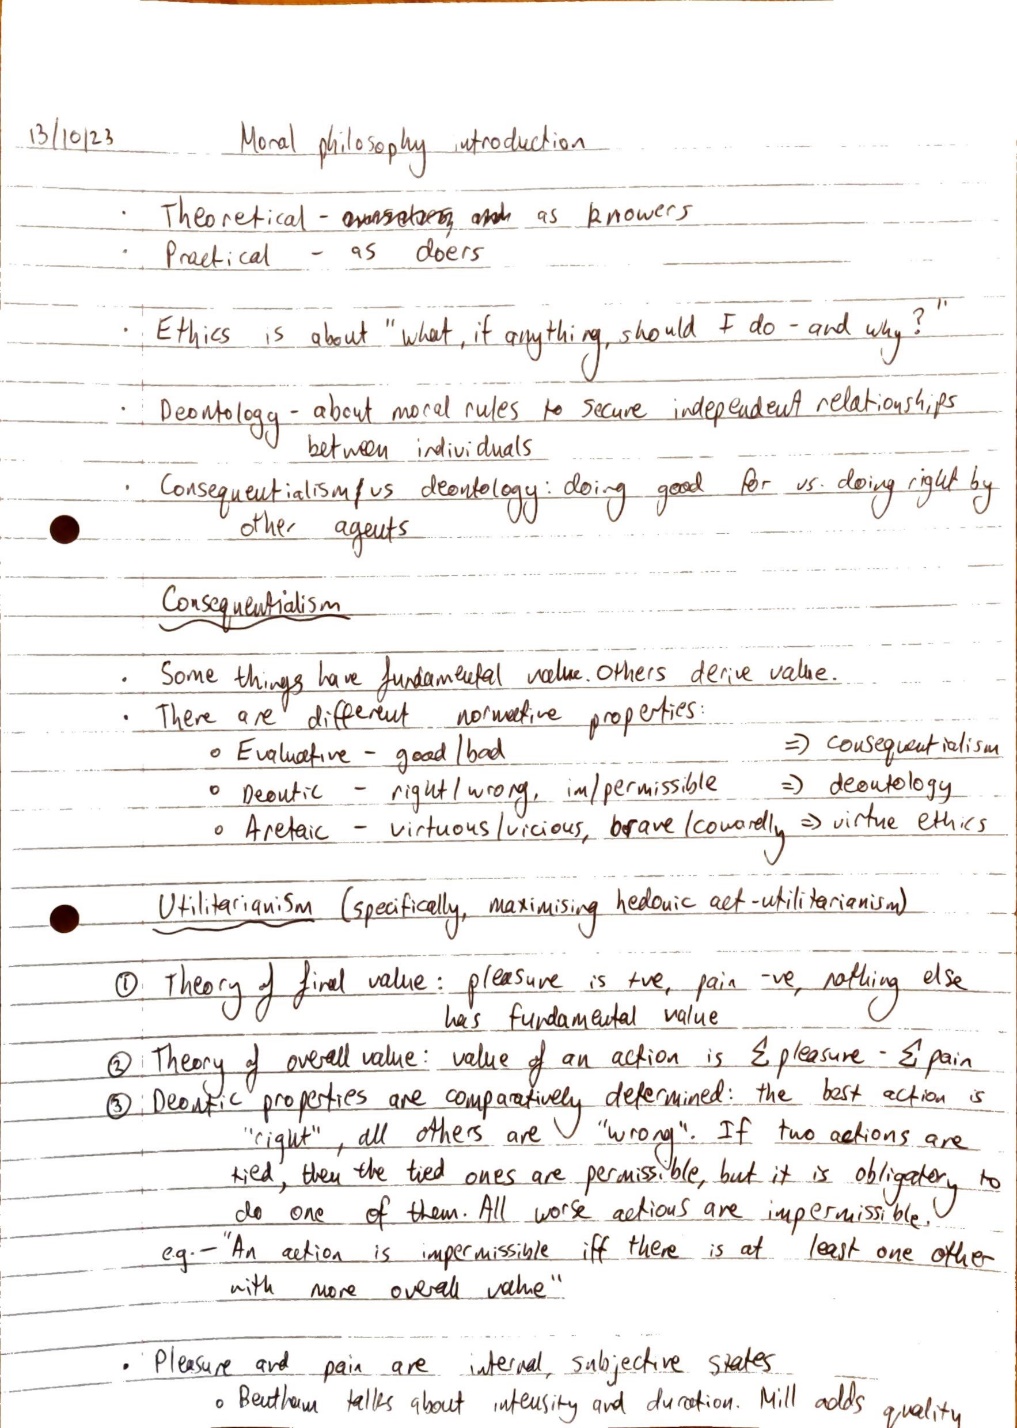 13/10/23 Moral philosophy introduction
· Theoretical - as knowers
· Practical - as doers
· Ethics is about "what, if anything, should I do - and why?"
· Deontology - about moral rules to secure independent relationships
between individuals
· Consequentialism/vs deontology: doing good for vs. doing right by
other agents
Consequentialism
· Some things have fundamental value. Others derive value.
· There are different normative properties:
o Evaluative - good/bad => consequentialism
o Deontic - right/wrong, im/permissible => deontology
o Aretaic - virtuous/vicious, brave/cowardly => virtue ethics
Utilitarianism (specifically, maximising hedonic act-utilitarianism)
① Theory of final value: pleasure is +ve, pain -ve, nothing else
has fundamental value
② Theory of overall value: value of an action is Σ pleasure - Σ pain
③ Deontic properties are comparatively determined: the best action is
"right", all others are "wrong". If two actions are
tied, then the tied ones are permissible, but it is obligatory to
do one of them. All worse actions are impermissible.
eg. - "An action is impermissible iff there is at least one other
with more overall value"
· Pleasure and pain are internal, subjective states
o Bentham talks about intensity and duration. Mill adds quality